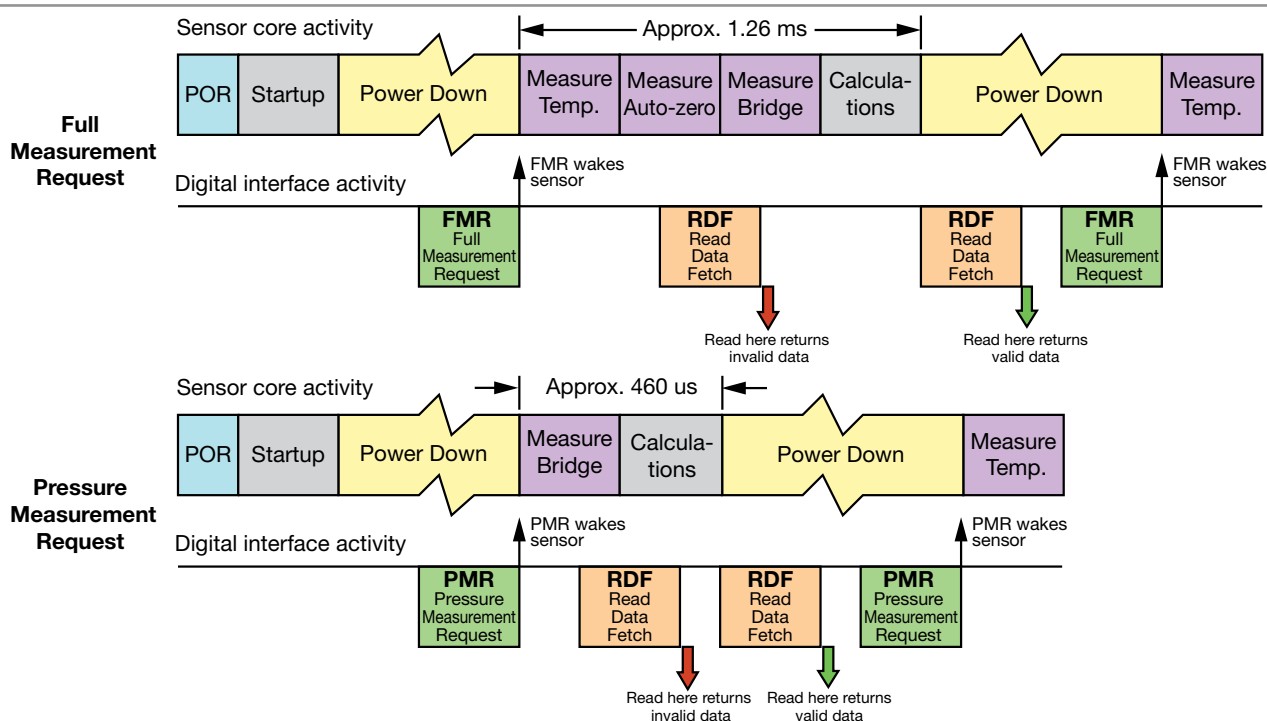 Sensor core activity
Approx. 1.26 ms
POR
Startup
Power Down
Measure
Temp.
Measure
Auto-zero
Measure
Bridge
Calcula-
tions
Power Down
Measure
Temp.
Full
Measurement
Request
FMR wakes
sensor
FMR wakes
sensor
Digital interface activity
FMR
Full
Measurement
Request
RDF
Read
Data
Fetch
RDF
Read
Data
Fetch
FMR
Full
Measurement
Request
Read here returns
invalid data
Read here returns
valid data
Sensor core activity
Approx. 460 us
POR
Startup
Power Down
Measure
Bridge
Calcula-
tions
Power Down
Measure
Temp.
Pressure
Measurement
Request
PMR wakes
sensor
PMR wakes
sensor
Digital interface activity
PMR
Pressure
Measurement
Request
RDF
Read
Data
Fetch
RDF
Read
Data
Fetch
PMR
Pressure
Measurement
Request
Read here returns
invalid data
Read here returns
valid data